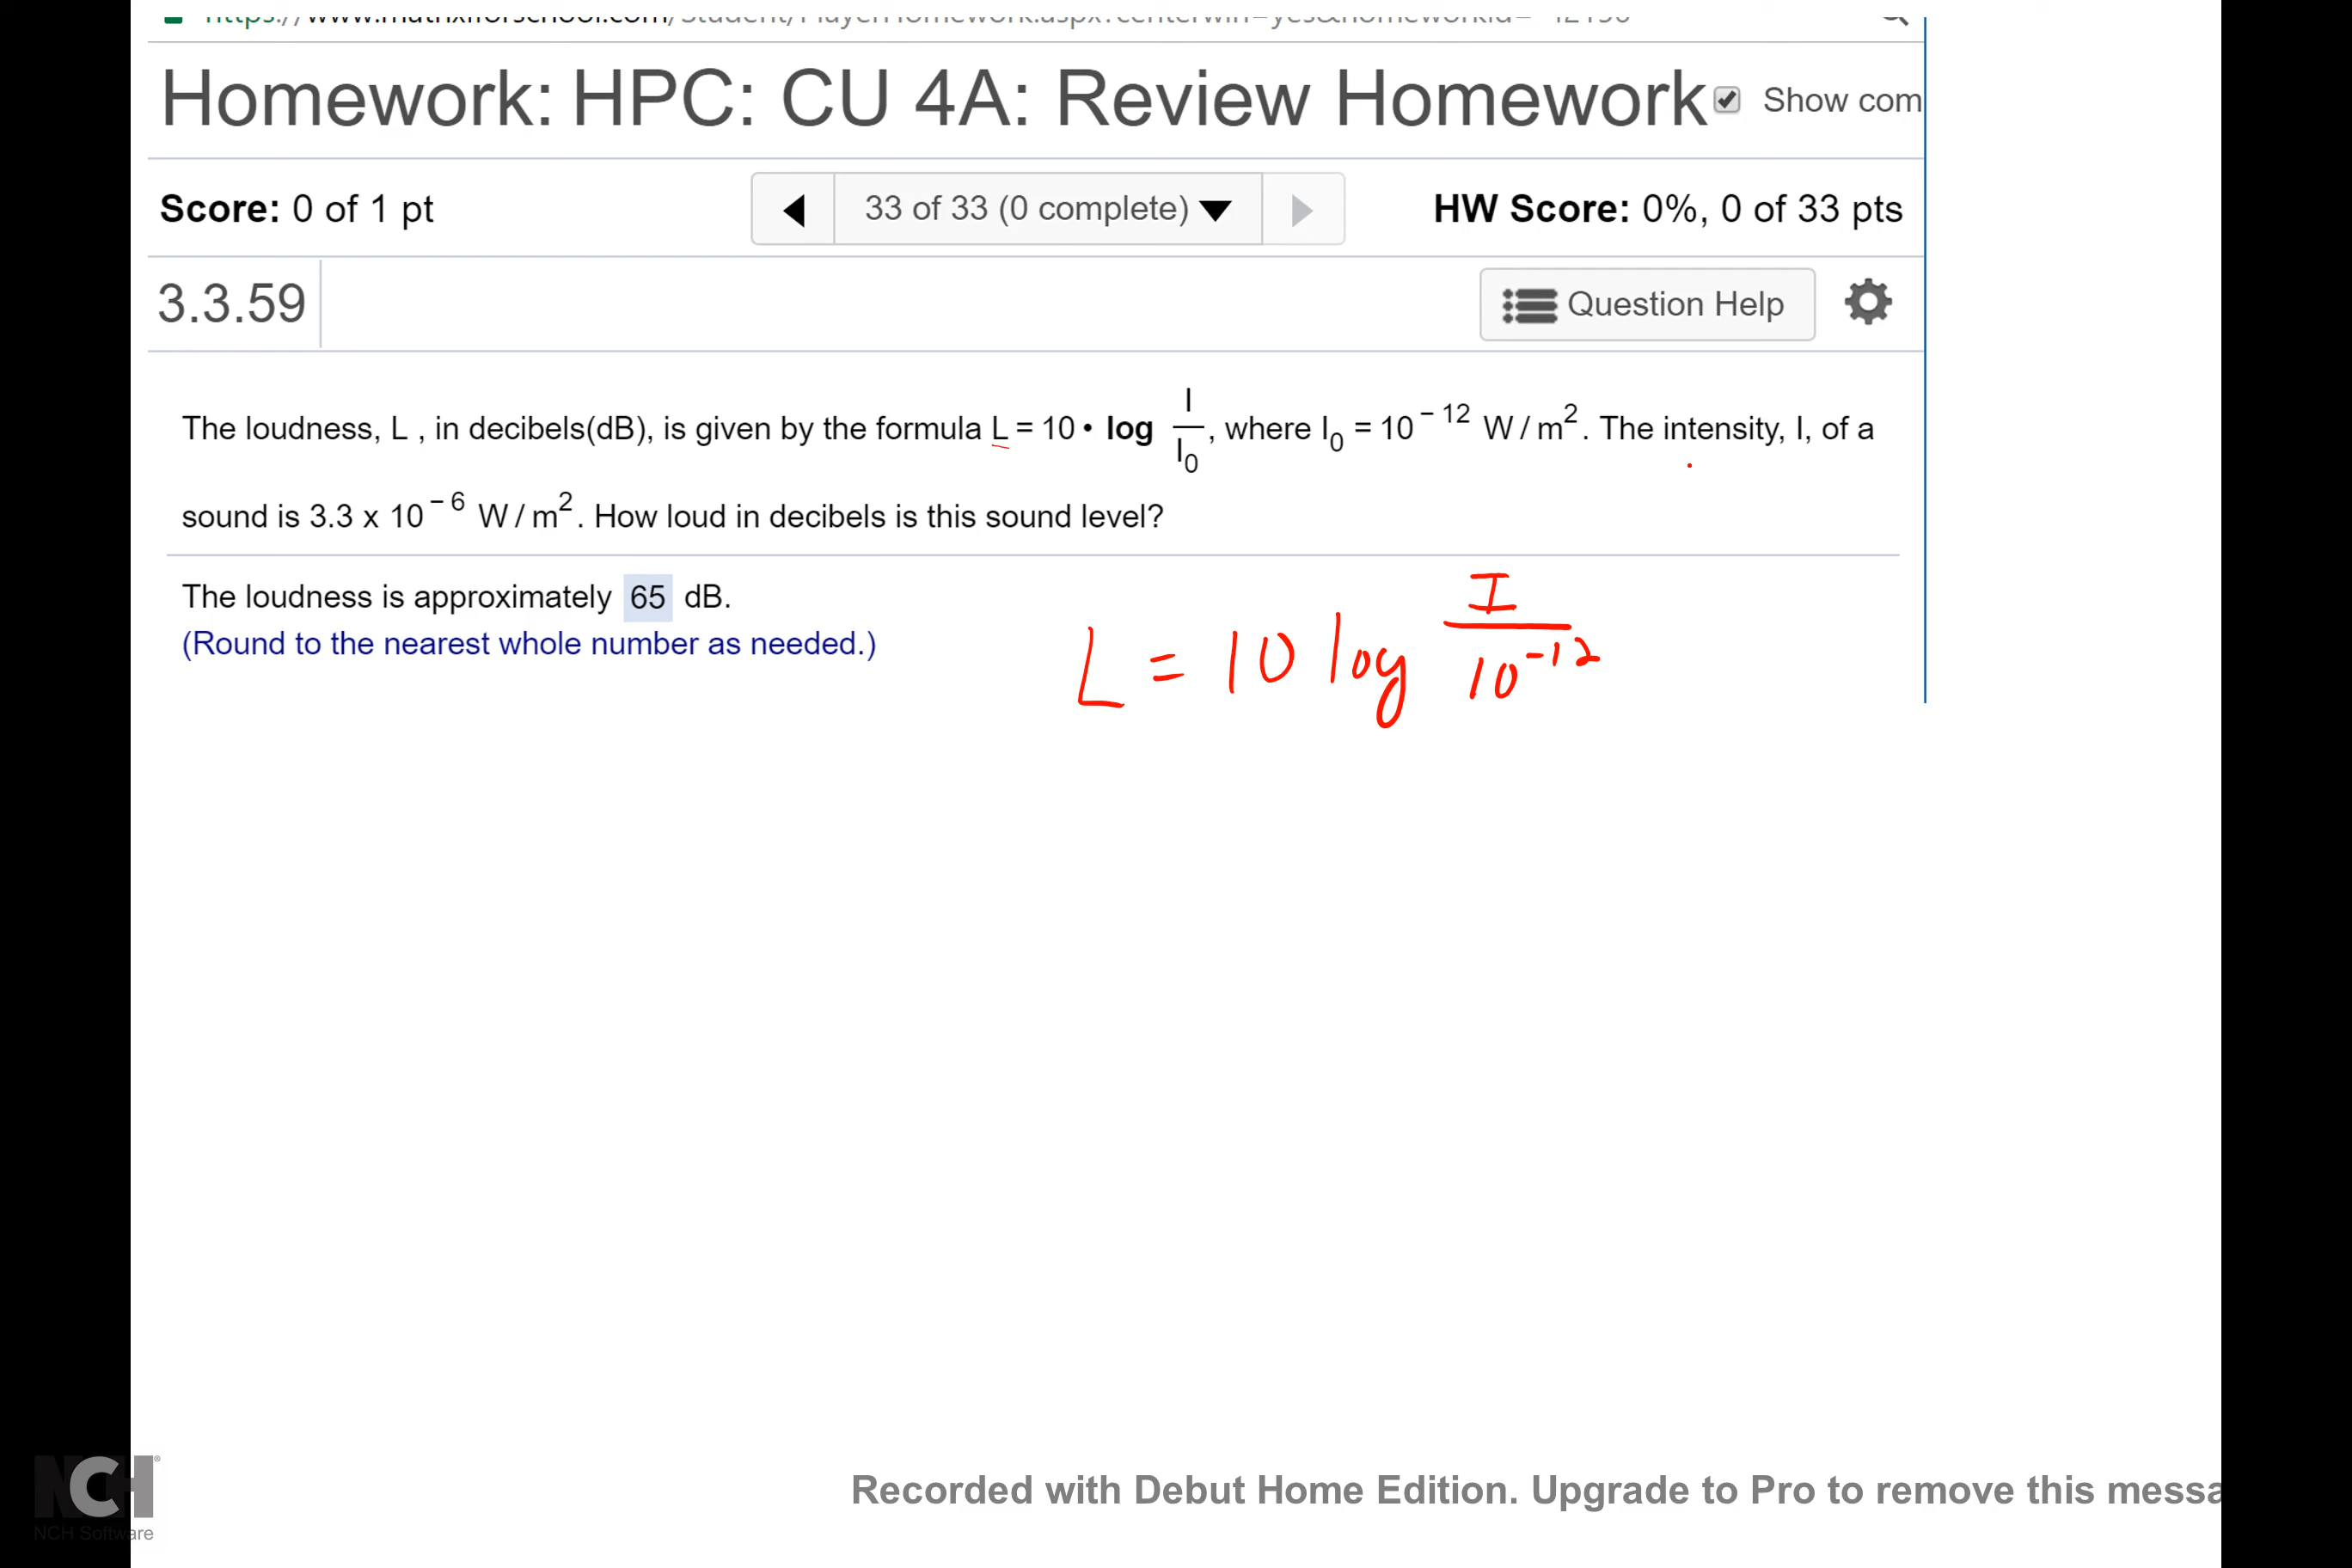 Homework: HPC: CU 4A: Review Homework Show com
Score: 0 of 1 pt 33 of 33 (0 complete) HW Score: 0%, 0 of 33 pts
3.3.59 Question Help
The loudness, L , in decibels(dB), is given by the formula L = 10 • log I/I₀, where I₀ = 10⁻¹² W/m². The intensity, I, of a
sound is 3.3 x 10⁻⁶ W/m². How loud in decibels is this sound level?
The loudness is approximately 65 dB.
(Round to the nearest whole number as needed.)
L = 10 log I/10⁻¹²
NCH®
NCH Software
Recorded with Debut Home Edition. Upgrade to Pro to remove this messa